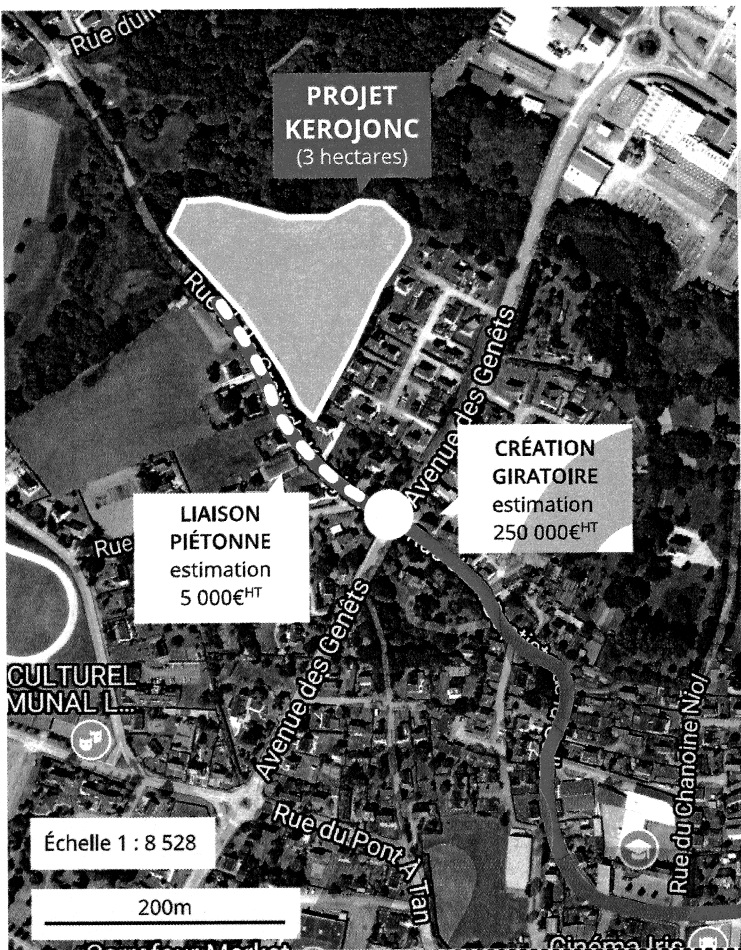 Rue du
PROJET
KEROJONC
(3 hectares)
Rue
Avenue des Genêts
CRÉATION
GIRATOIRE
estimation
250 000€HT
LIAISON
PIÉTONNE
estimation
5 000€HT
Rue
CULTUREL
MUNAL L...
Avenue des Genêts
Rue du Chanoine Niol
Échelle 1 : 8 528
Rue du Pont À Tan
200m
Carrefour Market
Cinéma Iris